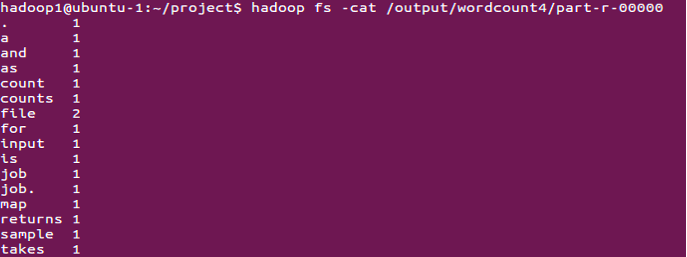 hadoop1@ubuntu-1:~/project$ hadoop fs -cat /output/wordcount4/part-r-00000
. 1
a 1
and 1
as 1
count 1
counts 1
file 2
for 1
input 1
is 1
job 1
job. 1
map 1
returns 1
sample 1
takes 1